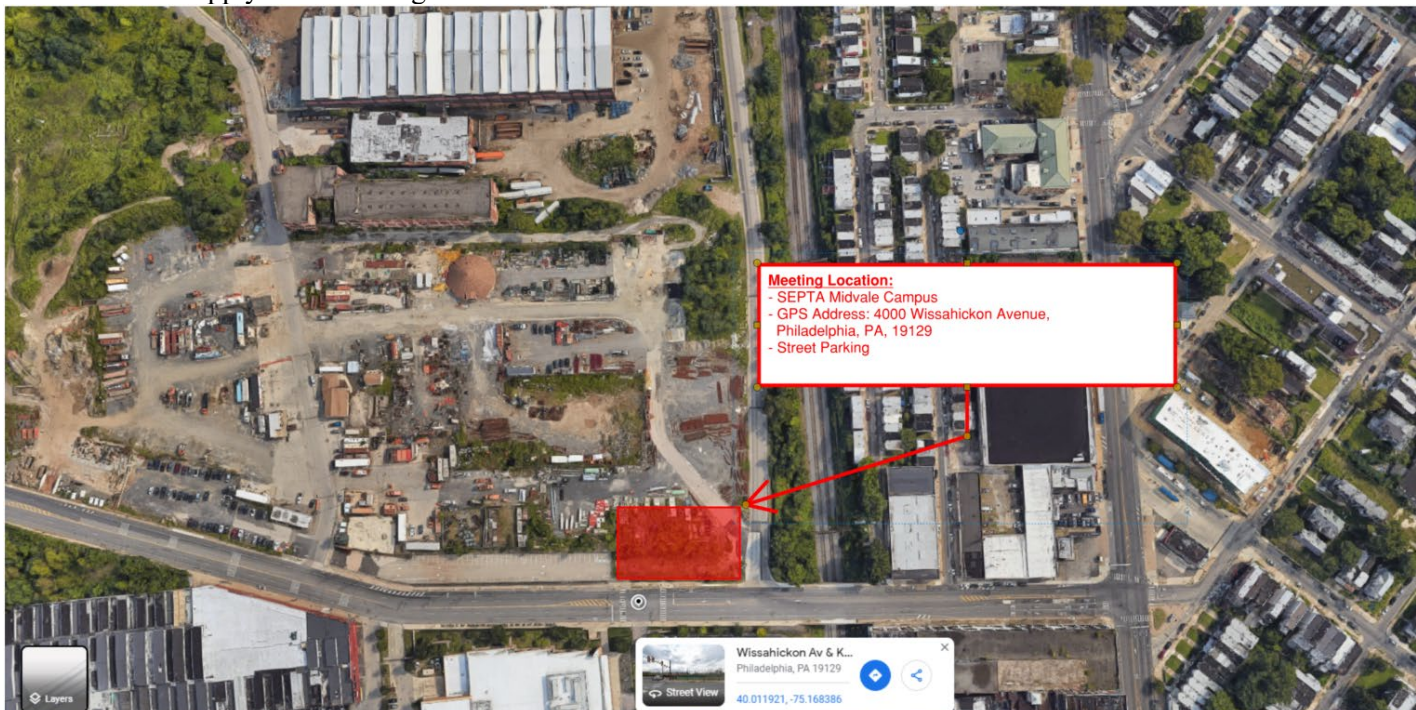 Meeting Location:
- SEPTA Midvale Campus
- GPS Address: 4000 Wissahickon Avenue,
Philadelphia, PA, 19129
- Street Parking
Wissahickon Av & K...
Philadelphia, PA 19129
Street View
40.011921, -75.168386
Layers